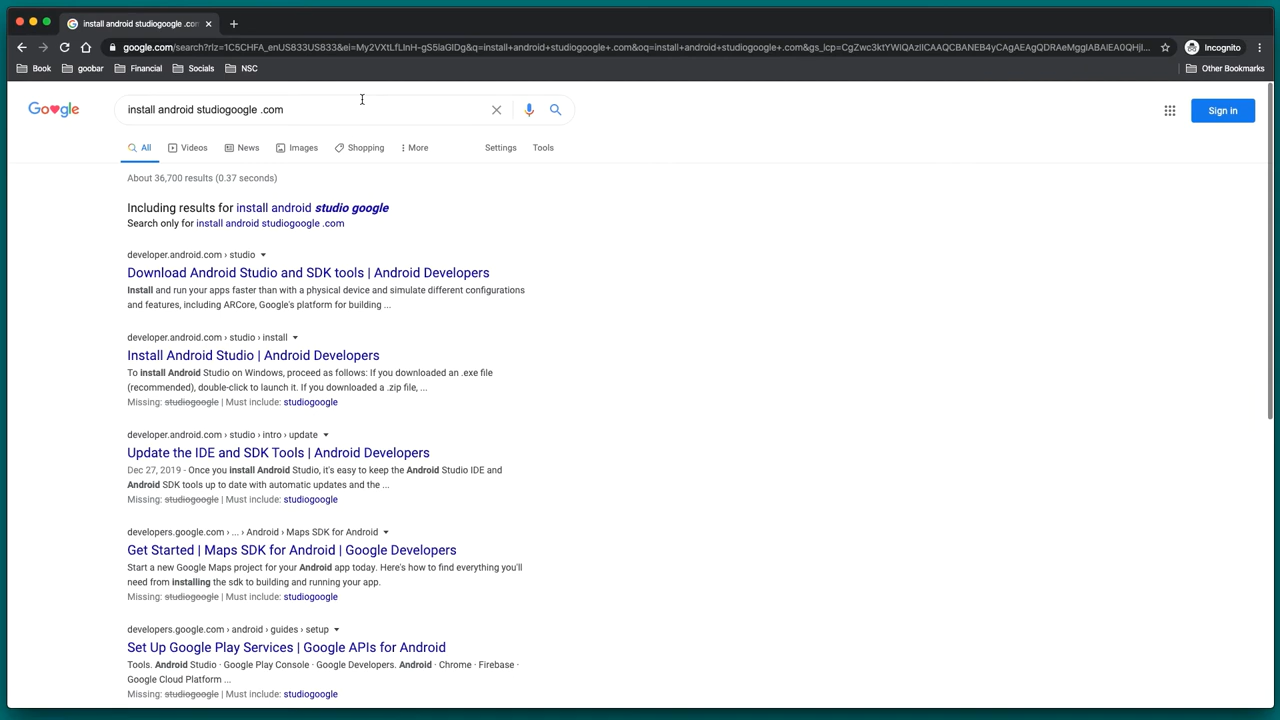 install android studiogoogle .com
google.com/search?rlz=1C5CHFA_enUS833US833&ei=My2VXtLfLInH-gS5laGIDg&q=install+android+studiogoogle+.com&oq=install+android+studiogoogle+.com&gs_lcp=CgZwc3ktYWIQAzIICAAQCBANEB4yCAgAEAgQDRAeMggIABAIEA0QHjI...
Incognito
Book
goobar
Financial
Socials
NSC
Other Bookmarks
Google
install android studiogoogle .com
Sign in
All
Videos
News
Images
Shopping
More
Settings
Tools
About 36,700 results (0.37 seconds)
Including results for install android studio google
Search only for install android studiogoogle .com
developer.android.com › studio
Download Android Studio and SDK tools | Android Developers
Install and run your apps faster than with a physical device and simulate different configurations
and features, including ARCore, Google's platform for building ...
developer.android.com › studio › install
Install Android Studio | Android Developers
To install Android Studio on Windows, proceed as follows: If you downloaded an .exe file
(recommended), double-click to launch it. If you downloaded a .zip file, ...
Missing: studiogoogle | Must include: studiogoogle
developer.android.com › studio › intro › update
Update the IDE and SDK Tools | Android Developers
Dec 27, 2019 - Once you install Android Studio, it's easy to keep the Android Studio IDE and
Android SDK tools up to date with automatic updates and the ...
Missing: studiogoogle | Must include: studiogoogle
developers.google.com › ... › Android › Maps SDK for Android
Get Started | Maps SDK for Android | Google Developers
Start a new Google Maps project for your Android app today. Here's how to find everything you'll
need from installing the sdk to building and running your app.
Missing: studiogoogle | Must include: studiogoogle
developers.google.com › android › guides › setup
Set Up Google Play Services | Google APIs for Android
Tools. Android Studio · Google Play Console · Google Developers. Android · Chrome · Firebase ·
Google Cloud Platform ...
Missing: studiogoogle | Must include: studiogoogle